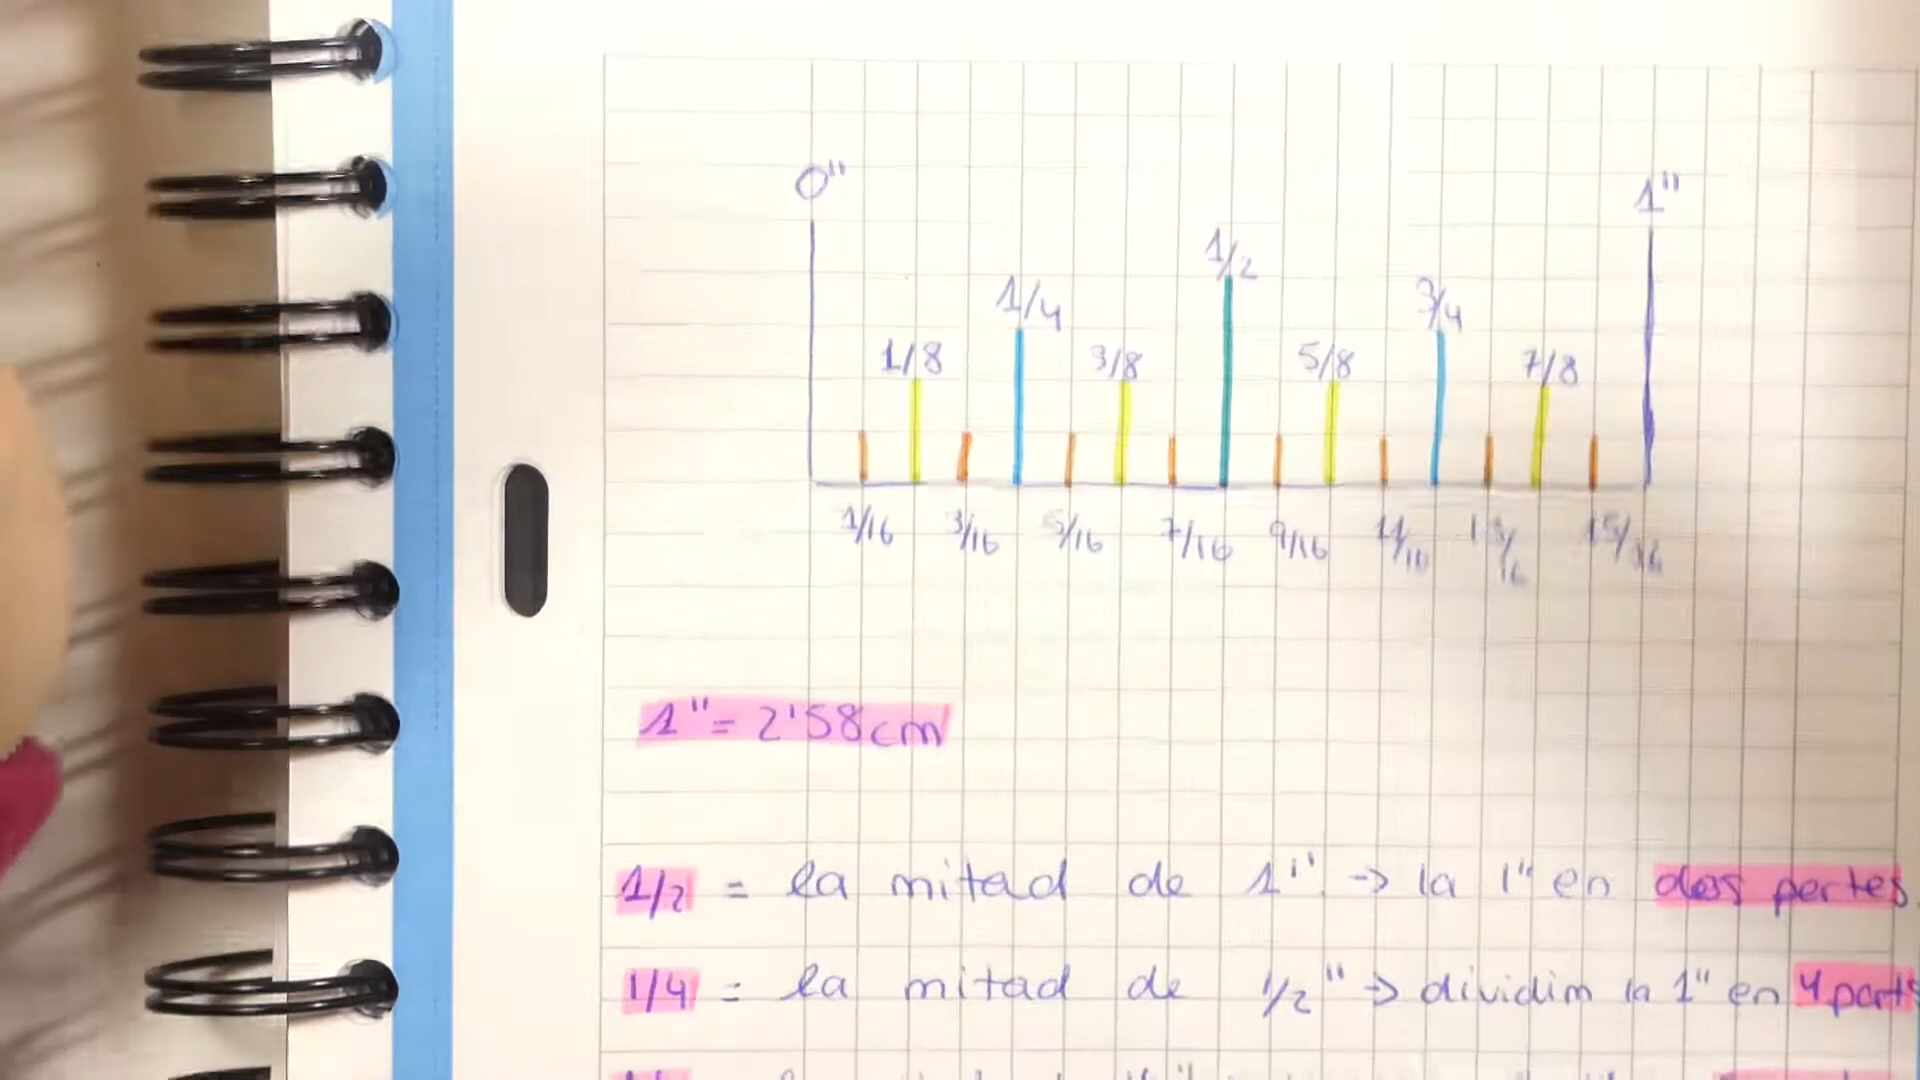 0" 1"
1/2
1/4 3/4
1/8 3/8 5/8 7/8
1/16 3/16 5/16 7/16 9/16 11/16 13/16 15/16
1" = 2'58cm
1/2 = la mitad de 1" → la 1" en dos partes.
1/4 = la mitad de 1/2" → dividim la 1" en 4 parts